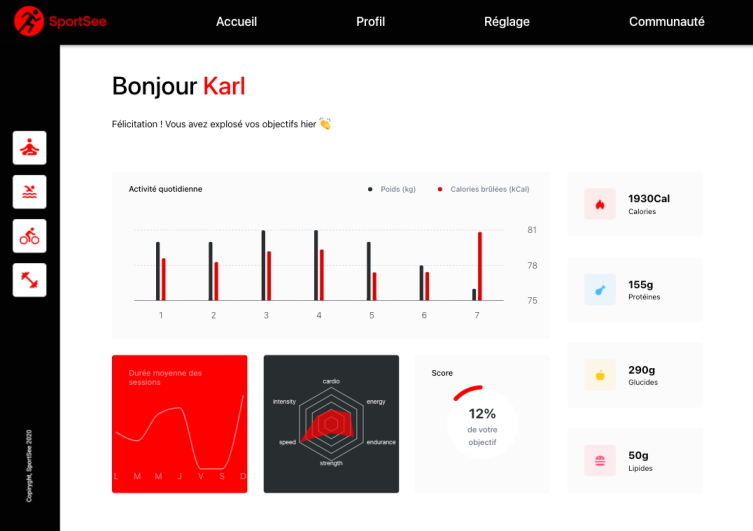 SportSee
Accueil
Profil
Réglage
Communauté
Bonjour Karl
Félicitation ! Vous avez explosé vos objectifs hier 👏
Activité quotidienne
Poids (kg)
Calories brûlées (kCal)
81
78
75
1 2 3 4 5 6 7
1930Cal
Calories
155g
Protéines
290g
Glucides
50g
Lipides
Durée moyenne des
sessions
L M M J V S D
cardio
energy
endurance
strength
speed
intensity
Score
12%
de votre
objectif
Copiryght, SportSee 2020